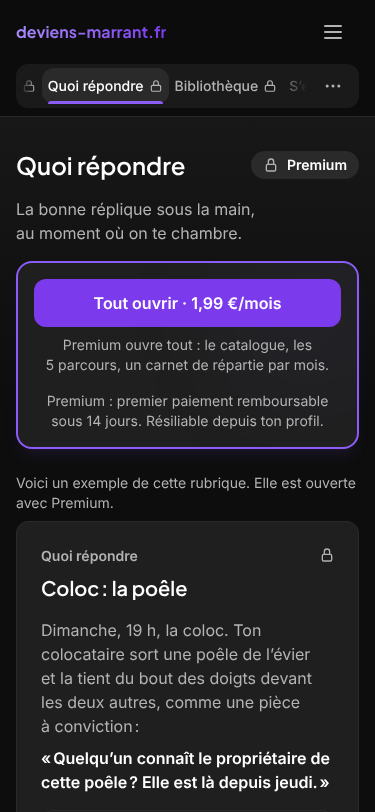 deviens-marrant.fr
Quoi répondre Bibliothèque
Quoi répondre Premium
La bonne réplique sous la main,
au moment où on te chambre.
Tout ouvrir · 1,99 €/mois
Premium ouvre tout : le catalogue, les
5 parcours, un carnet de répartie par mois.
Premium : premier paiement remboursable
sous 14 jours. Résiliable depuis ton profil.
Voici un exemple de cette rubrique. Elle est ouverte
avec Premium.
Quoi répondre
Coloc : la poêle
Dimanche, 19 h, la coloc. Ton
colocataire sort une poêle de l’évier
et la tient du bout des doigts devant
les deux autres, comme une pièce
à conviction :
« Quelqu’un connaît le propriétaire de
cette poêle ? Elle est là depuis jeudi. »